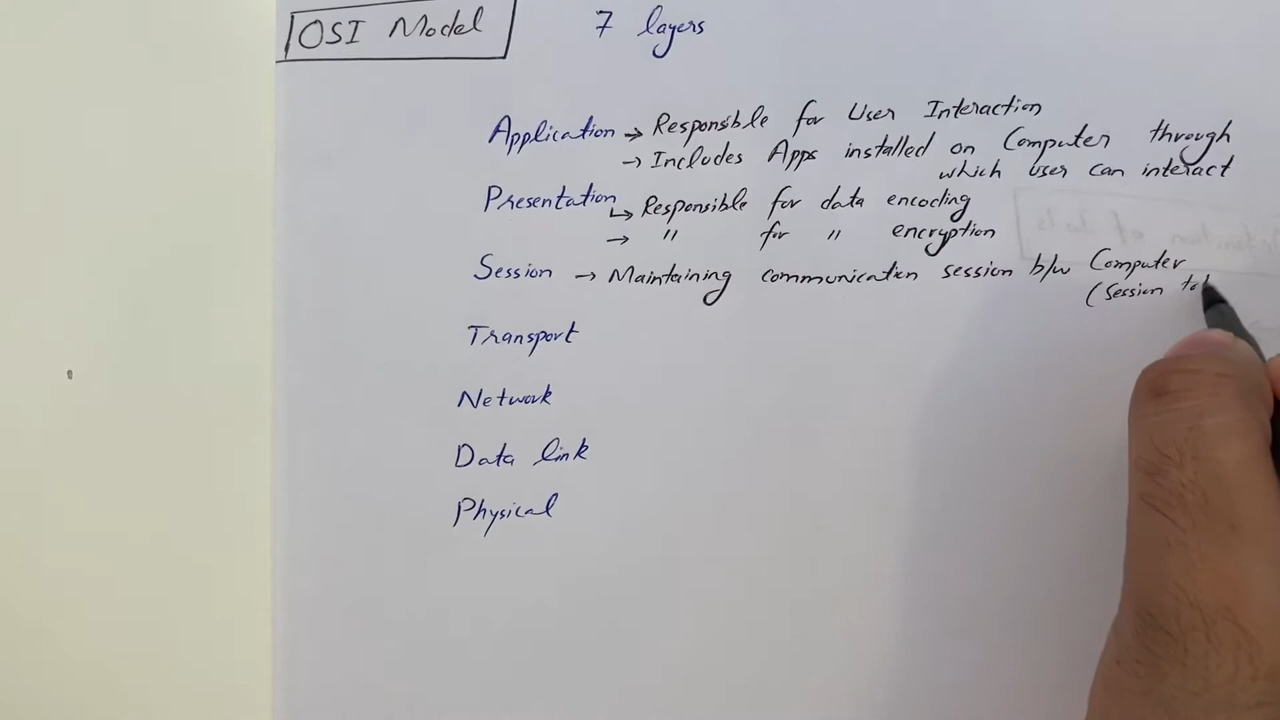 OSI Model 7 layers
Application → Responsible for User Interaction
→ Includes Apps installed on Computer through
which user can interact
Presentation ↳ Responsible for data encoding
→ " for " encryption
Session → Maintaining communication session b/w Computer
(Session
Transport
Network
Data link
Physical